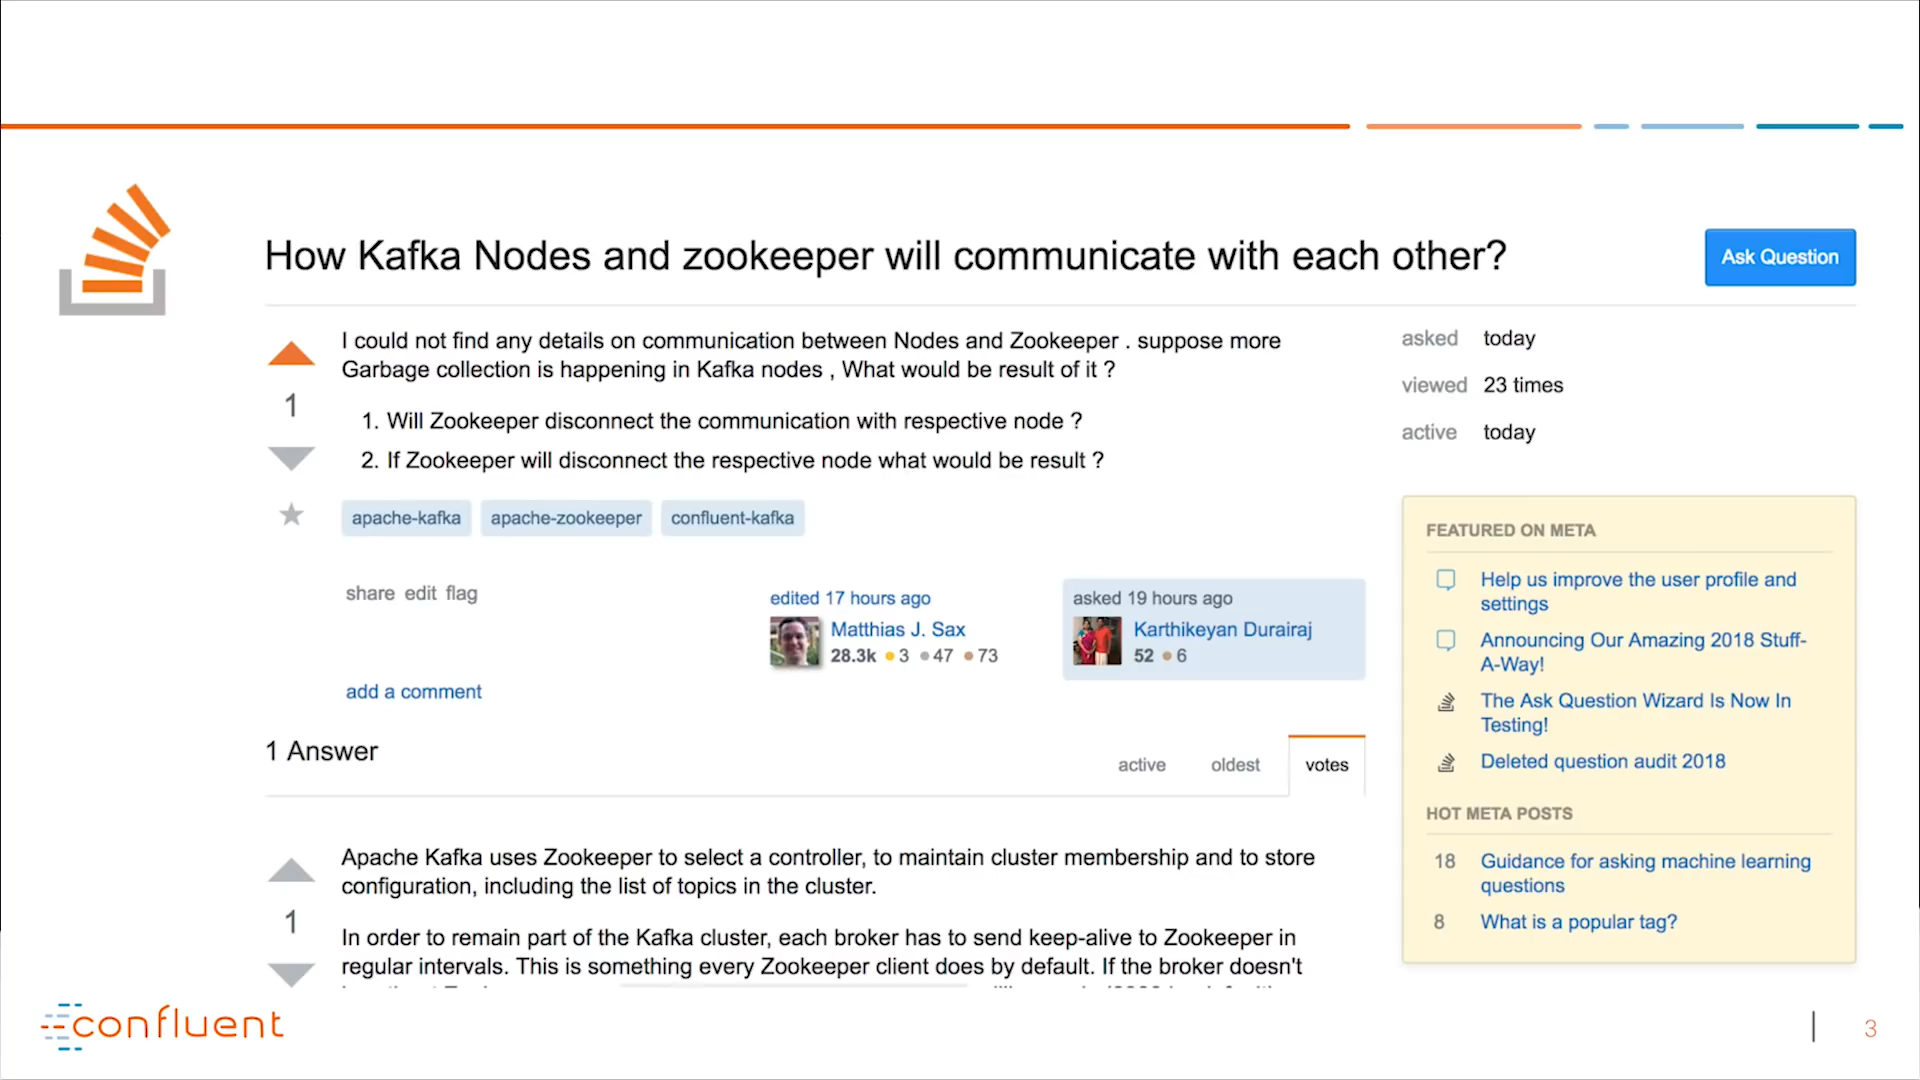 How Kafka Nodes and zookeeper will communicate with each other?
Ask Question
I could not find any details on communication between Nodes and Zookeeper . suppose more
Garbage collection is happening in Kafka nodes , What would be result of it ?
1
1. Will Zookeeper disconnect the communication with respective node ?
2. If Zookeeper will disconnect the respective node what would be result ?
apache-kafka apache-zookeeper confluent-kafka
share edit flag
edited 17 hours ago
Matthias J. Sax
28.3k 3 47 73
asked 19 hours ago
Karthikeyan Durairaj
52 6
add a comment
1 Answer
active oldest votes
Apache Kafka uses Zookeeper to select a controller, to maintain cluster membership and to store
configuration, including the list of topics in the cluster.
1
In order to remain part of the Kafka cluster, each broker has to send keep-alive to Zookeeper in
regular intervals. This is something every Zookeeper client does by default. If the broker doesn't
asked today
viewed 23 times
active today
FEATURED ON META
Help us improve the user profile and
settings
Announcing Our Amazing 2018 Stuff-
A-Way!
The Ask Question Wizard Is Now In
Testing!
Deleted question audit 2018
HOT META POSTS
18 Guidance for asking machine learning
questions
8 What is a popular tag?
confluent
3